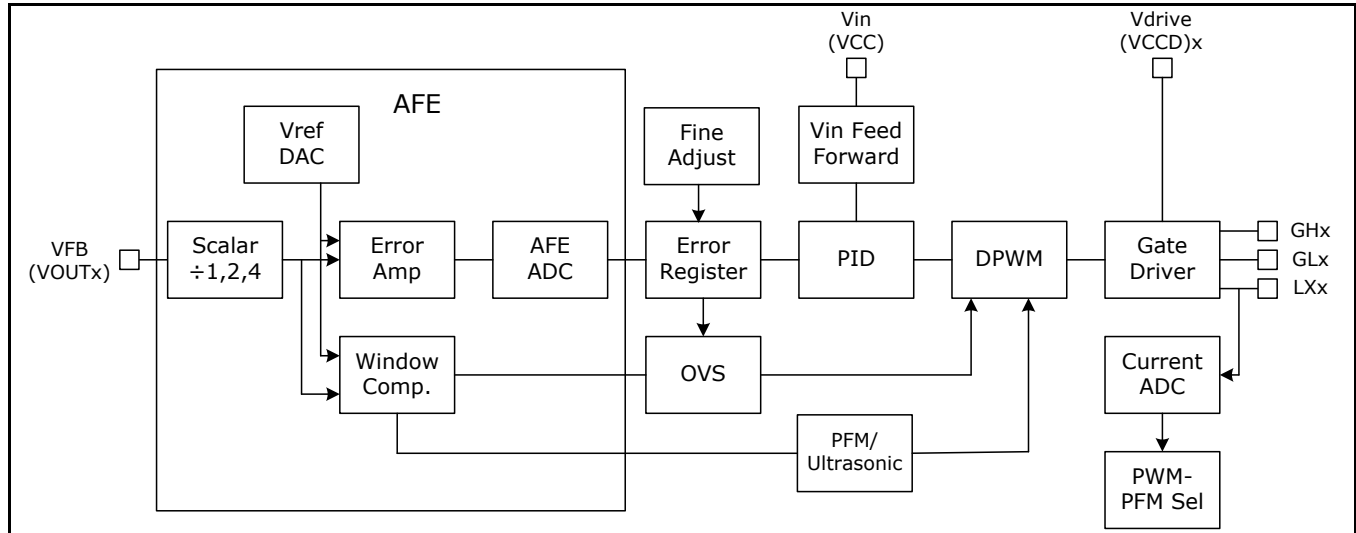 Vin
(VCC)
Vdrive
(VCCD)x
AFE
Vref
DAC
Fine
Adjust
Vin Feed
Forward
VFB
(VOUTx)
Scalar
÷1,2,4
Error
Amp
AFE
ADC
Error
Register
PID
DPWM
Gate
Driver
GHx
GLx
LXx
Window
Comp.
OVS
Current
ADC
PFM/
Ultrasonic
PWM-
PFM Sel